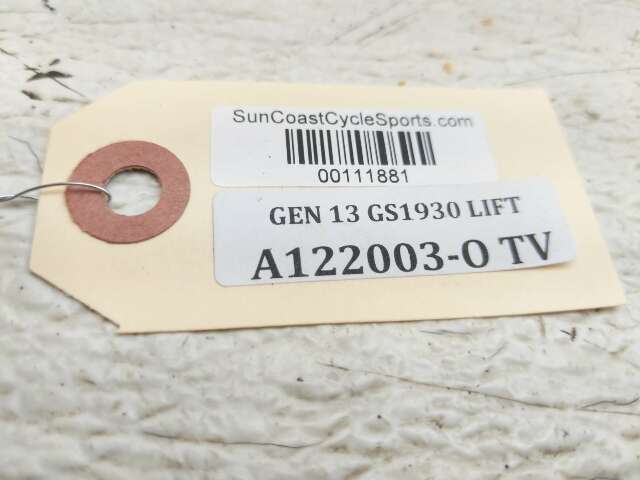 SunCoastCycleSports.com
00111881
GEN 13 GS1930 LIFT
A122003-O TV